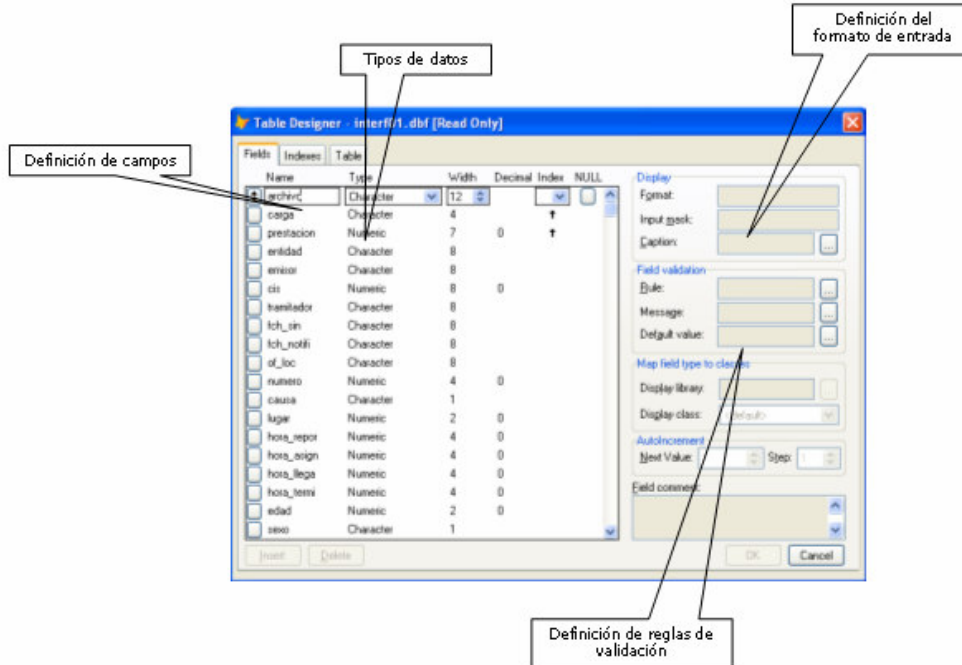 Definición del
formato de entrada
Tipos de datos
Definición de campos
Table Designer - interf01.dbf [Read Only]
Fields Indexes Table
Name Type Width Decimal Index NULL
archivo Character 12
carga Character 4
prestacion Numeric 7 0
entidad Character 8
emisor Character 8
cis Numeric 8 0
tramitador Character 8
fch_sin Character 8
fch_notifi Character 8
of_loc Character 8
numero Numeric 4 0
causa Character 1
lugar Numeric 2 0
hora_repor Numeric 4 0
hora_asign Numeric 4 0
hora_llega Numeric 4 0
hora_termi Numeric 4 0
edad Numeric 2 0
sexo Character 1
Insert Delete
Display
Format:
Input mask:
Caption:
Field validation
Rule:
Message:
Default value:
Map field type to classes
Display library:
Display class: <default>
AutoIncrement
Next Value: Step: 1
Field comment:
OK Cancel
Definición de reglas de
validación